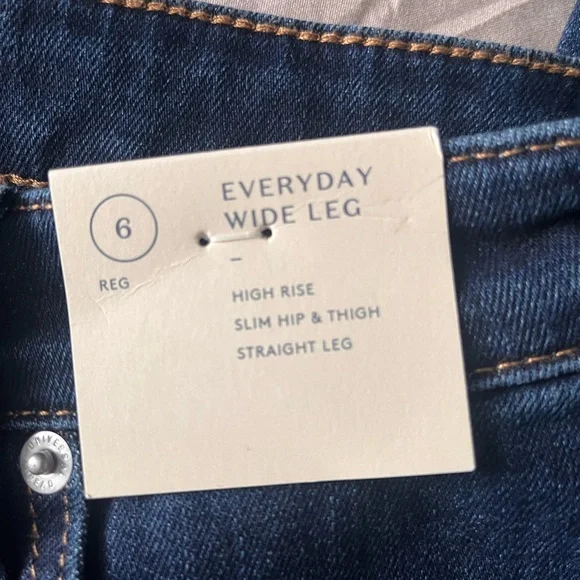 6
REG
EVERYDAY
WIDE LEG
–
HIGH RISE
SLIM HIP & THIGH
STRAIGHT LEG